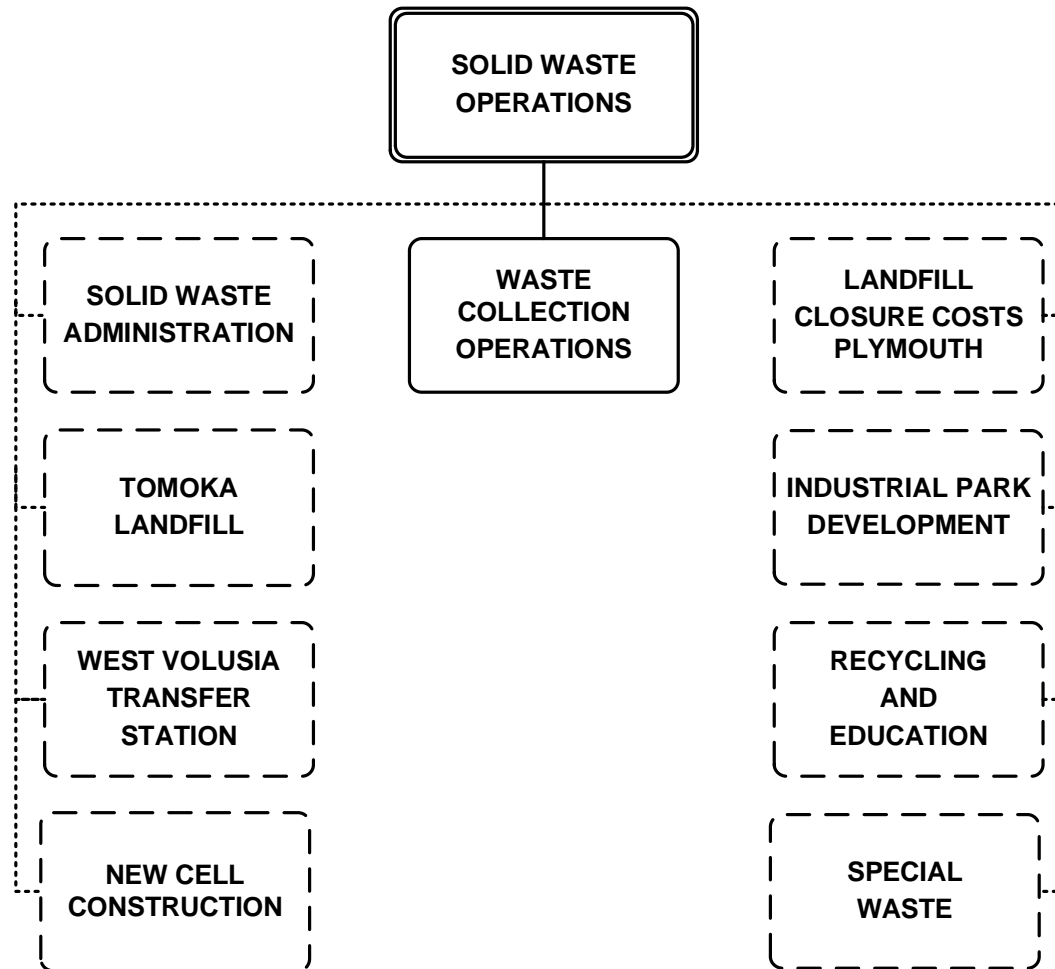 SOLID WASTE
OPERATIONS
SOLID WASTE
ADMINISTRATION
WASTE
COLLECTION
OPERATIONS
LANDFILL
CLOSURE COSTS
PLYMOUTH
TOMOKA
LANDFILL
INDUSTRIAL PARK
DEVELOPMENT
WEST VOLUSIA
TRANSFER
STATION
RECYCLING
AND
EDUCATION
NEW CELL
CONSTRUCTION
SPECIAL
WASTE